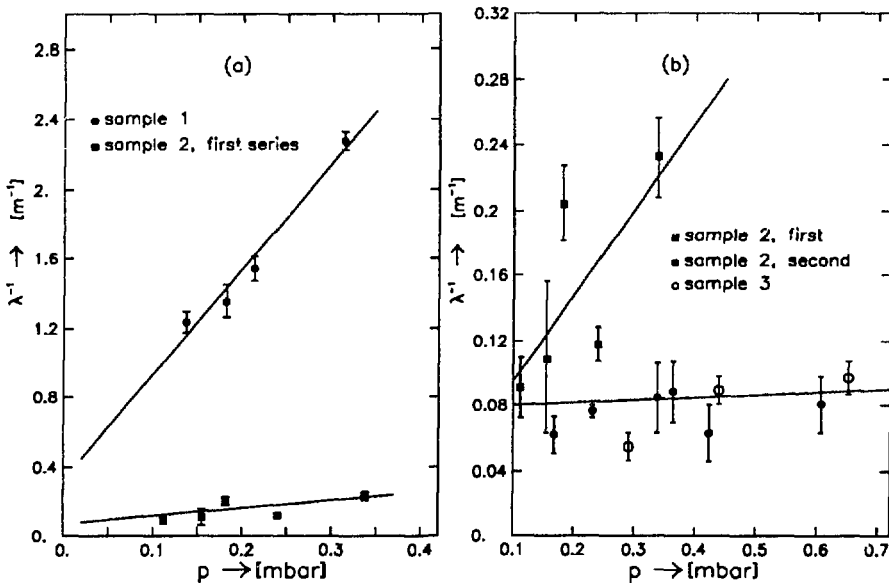 (a)
λ⁻¹ → [m⁻¹]
2.8
2.4
2.
1.6
1.2
0.8
0.4
0.
sample 1
sample 2, first series
0. 0.1 0.2 0.3 0.4
p → [mbar]
(b)
λ⁻¹ → [m⁻¹]
0.32
0.28
0.24
0.2
0.16
0.12
0.08
0.04
0.
sample 2, first
sample 2, second
sample 3
0.1 0.2 0.3 0.4 0.5 0.6 0.7
p → [mbar]